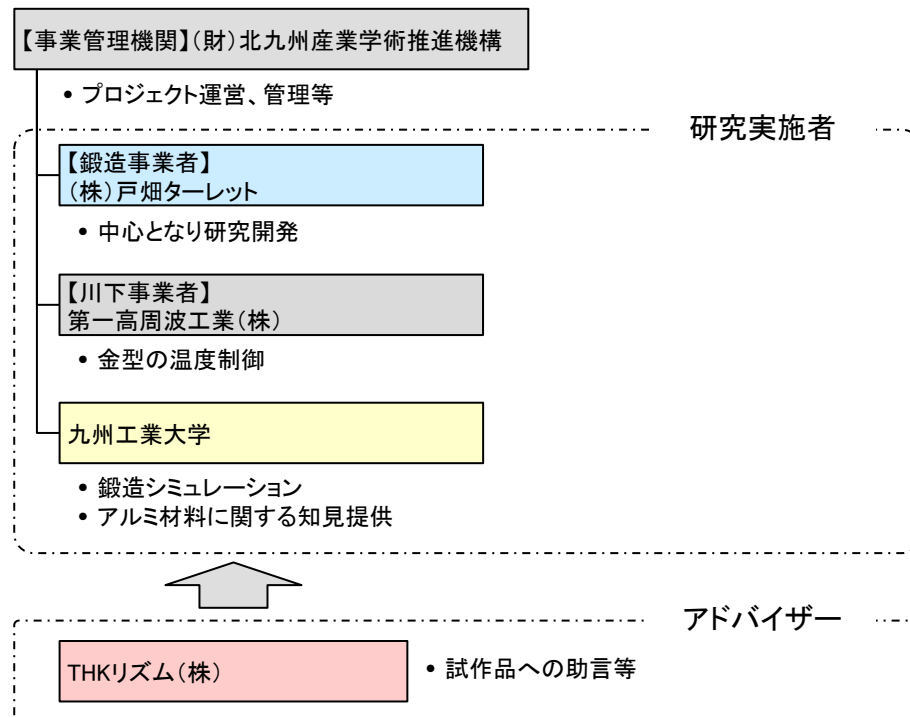 【事業管理機関】(財)北九州産業学術推進機構
• プロジェクト運営、管理等
研究実施者
【鍛造事業者】
(株)戸畑ターレット
• 中心となり研究開発
【川下事業者】
第一高周波工業(株)
• 金型の温度制御
九州工業大学
• 鍛造シミュレーション
• アルミ材料に関する知見提供
アドバイザー
THKリズム(株)
• 試作品への助言等